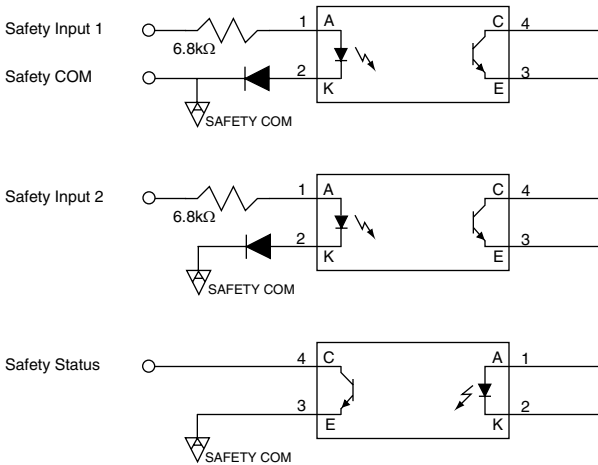 Safety Input 1
1
A
C
4
6.8kΩ
Safety COM
2
K
E
3
A
SAFETY COM
Safety Input 2
1
A
C
4
6.8kΩ
2
K
E
3
A
SAFETY COM
Safety Status
4
C
A
1
3
E
K
2
A
SAFETY COM